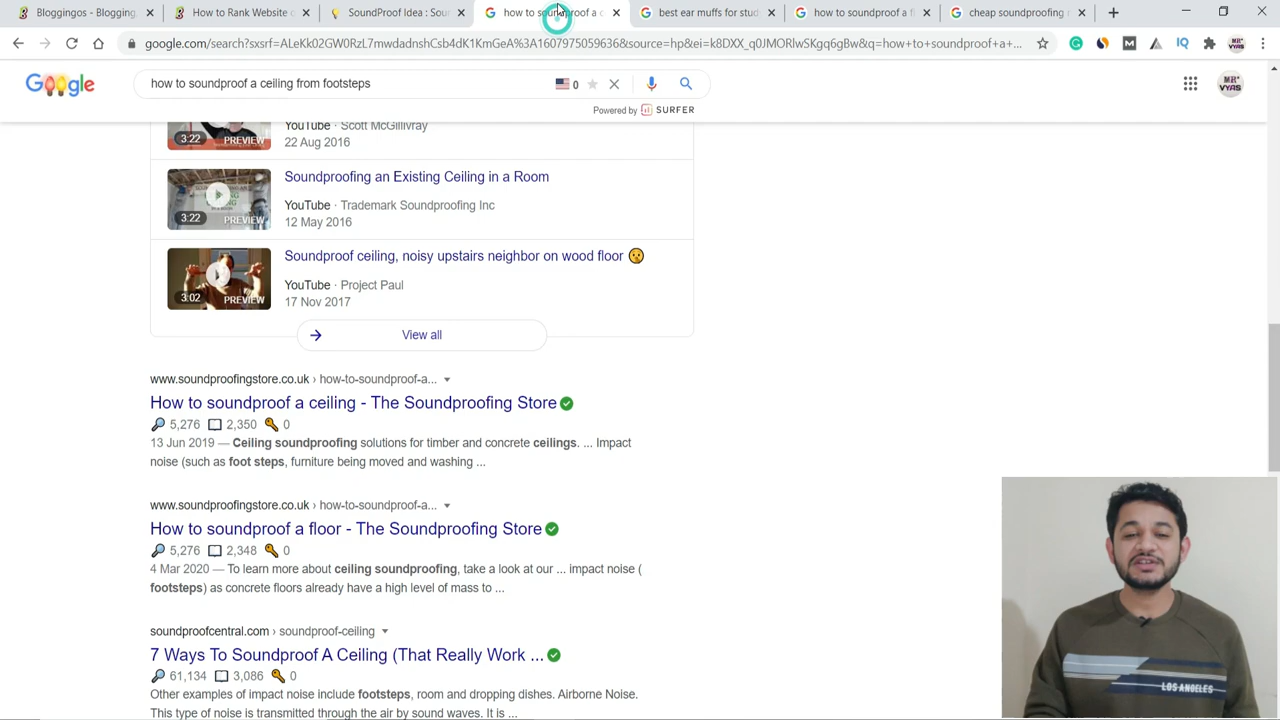 Bloggingos - Blogging
How to Rank Website
SoundProof Idea : Sou
how to soundproof a c
best ear muffs for stud
how to soundproof a fl
cheap soundproofing
google.com/search?sxsrf=ALeKk02GW0RzL7mwdadnsLCsb4dK1KmGeA%3A1607975059636&source=hp&ei=k8DXX_q0JMORlwSKgq6gBw&q=how+to+soundproof+a+...
Google
how to soundproof a ceiling from footsteps
0
Powered by SURFER
MR VYAS
YouTube · Scott McGillivray
3:22 PREVIEW
22 Aug 2016
Soundproofing an Existing Ceiling in a Room
YouTube · Trademark Soundproofing Inc
3:22 PREVIEW
12 May 2016
Soundproof ceiling, noisy upstairs neighbor on wood floor 😯
YouTube · Project Paul
3:02 PREVIEW
17 Nov 2017
View all
www.soundproofingstore.co.uk › how-to-soundproof-a...
How to soundproof a ceiling - The Soundproofing Store
5,276 2,350 0
13 Jun 2019 — Ceiling soundproofing solutions for timber and concrete ceilings. ... Impact
noise (such as foot steps, furniture being moved and washing ...
www.soundproofingstore.co.uk › how-to-soundproof-a...
How to soundproof a floor - The Soundproofing Store
5,276 2,348 0
4 Mar 2020 — To learn more about ceiling soundproofing, take a look at our ... impact noise (
footsteps) as concrete floors already have a high level of mass to ...
soundproofcentral.com › soundproof-ceiling
7 Ways To Soundproof A Ceiling (That Really Work ...
61,134 3,086 0
Other examples of impact noise include footsteps, room and dropping dishes. Airborne Noise.
This type of noise is transmitted through the air by sound waves. It is ...
LOS ANGELES